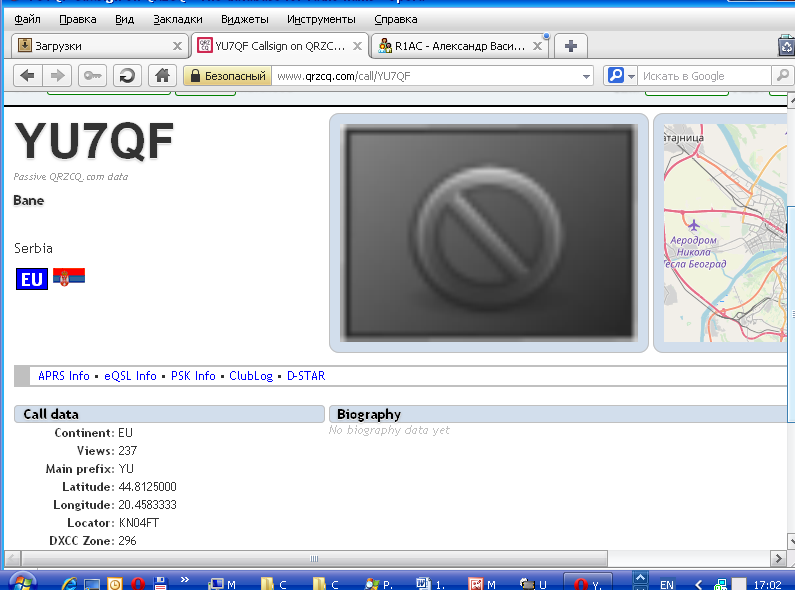 Файл Правка Вид Закладки Виджеты Инструменты Справка
Загрузки
YU7QF Callsign on QRZC...
R1AC - Александр Васи...
Безопасный
www.qrzcq.com/call/YU7QF
Искать в Google
YU7QF
Passive QRZCQ.com data
Bane
Serbia
EU
тајница
Аеродром
Никола
Тесла Београд
APRS Info • eQSL Info • PSK Info • ClubLog • D-STAR
Call data
Continent: EU
Views: 237
Main prefix: YU
Latitude: 44.8125000
Longitude: 20.4583333
Locator: KN04FT
DXCC Zone: 296
Biography
No biography data yet
M
С
С
P.
1.
M
U
Y.
EN
17:02